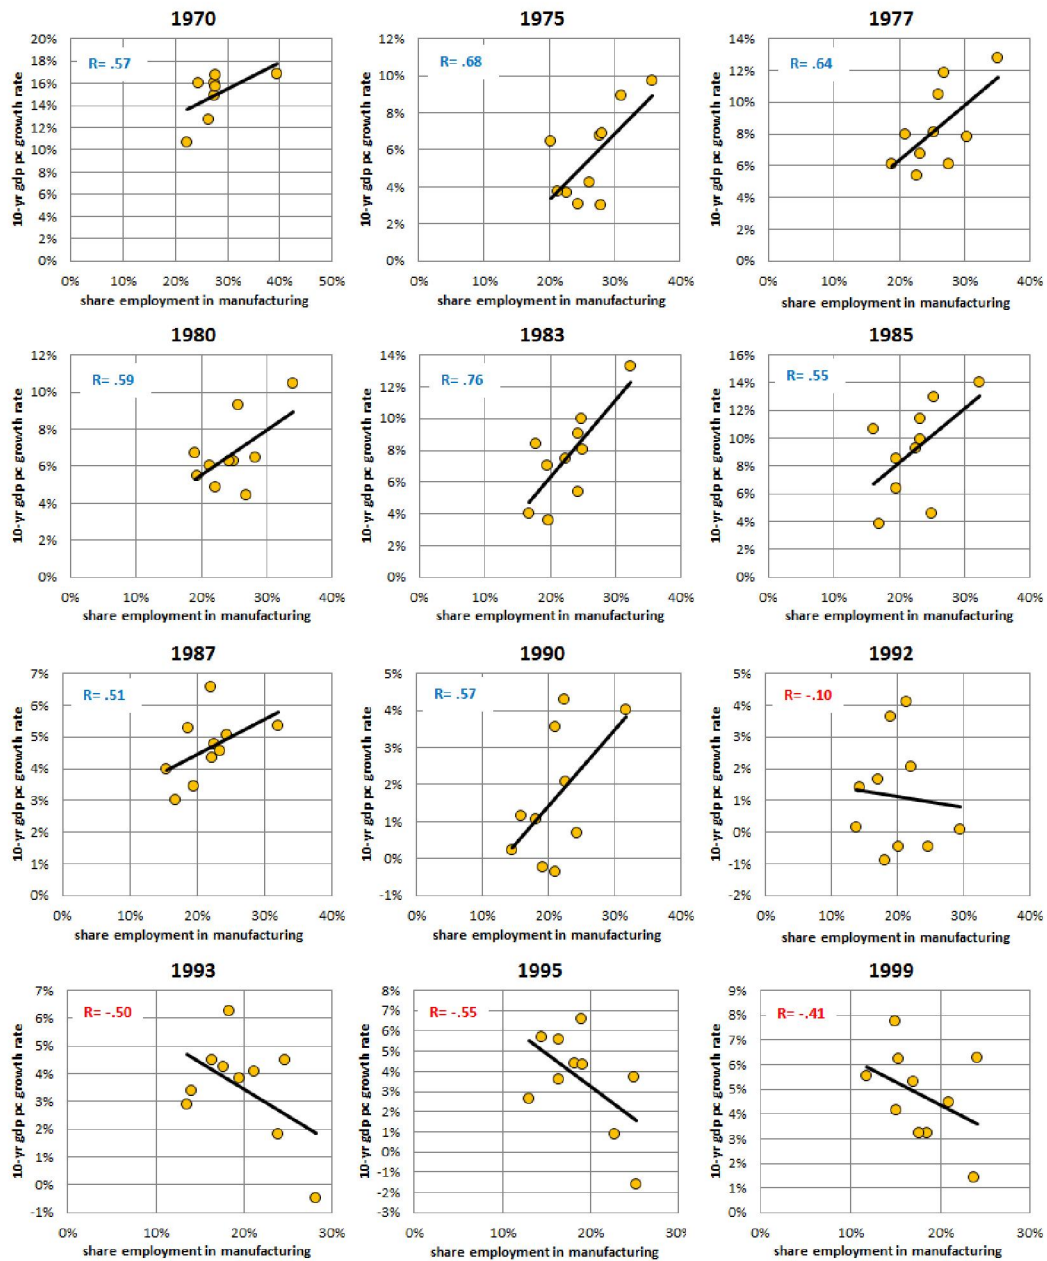 1970
1975
1977
20%
18%
16%
14%
12%
10%
8%
6%
4%
2%
0%
R= .57
10-yr gdp pc growth rate
0% 10% 20% 30% 40%
share employment in manufacturing
12%
10%
8%
6%
4%
2%
0%
R= .68
10-yr gdp pc growth rate
0% 10% 20% 30% 40%
share employment in manufacturing
14%
12%
10%
8%
6%
4%
2%
0%
R= .64
10-yr gdp pc growth rate
0% 10% 20% 30% 40%
share employment in manufacturing
1980
1983
1985
12%
10%
8%
6%
4%
2%
0%
R= .59
10-yr gdp pc growth rate
0% 10% 20% 30% 40%
share employment in manufacturing
14%
12%
10%
8%
6%
4%
2%
0%
R= .76
10-yr gdp pc growth rate
0% 10% 20% 30% 40%
share employment in manufacturing
16%
14%
12%
10%
8%
6%
4%
2%
0%
R= .55
10-yr gdp pc growth rate
0% 10% 20% 30% 40%
share employment in manufacturing
1987
1990
1992
7%
6%
5%
4%
3%
2%
1%
0%
R= .51
10-yr gdp pc growth rate
0% 10% 20% 30% 40%
share employment in manufacturing
5%
4%
3%
2%
1%
0%
-1%
R= .57
10-yr gdp pc growth rate
0% 10% 20% 30% 40%
share employment in manufacturing
5%
4%
3%
2%
1%
0%
-1%
-2%
R= -.10
10-yr gdp pc growth rate
0% 10% 20% 30% 40%
share employment in manufacturing
1993
1995
1999
7%
6%
5%
4%
3%
2%
1%
0%
-1%
R= -.50
10-yr gdp pc growth rate
0% 10% 20% 30%
share employment in manufacturing
8%
7%
6%
5%
4%
3%
2%
1%
0%
-1%
-2%
-3%
R= -.55
10-yr gdp pc growth rate
0% 10% 20% 30%
share employment in manufacturing
9%
8%
7%
6%
5%
4%
3%
2%
1%
0%
R= -.41
10-yr gdp pc growth rate
0% 10% 20% 30%
share employment in manufacturing